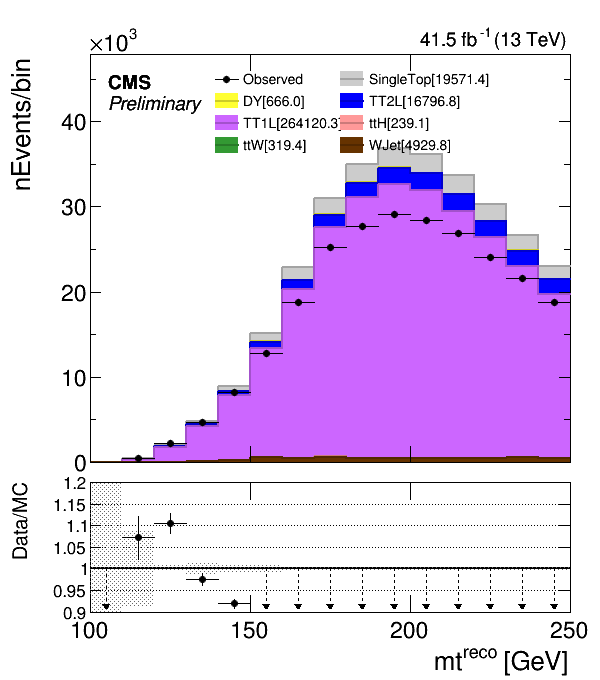 ×10³
41.5 fb⁻¹ (13 TeV)
nEvents/bin
CMS
Preliminary
Observed
SingleTop[19571.4]
DY[666.0]
TT2L[16796.8]
TT1L[264120.3]
ttH[239.1]
ttW[319.4]
WJet[4929.8]
40
30
20
10
0
Data/MC
1.2
1.15
1.1
1.05
1
0.95
0.9
100
150
200
250
mt^reco [GeV]